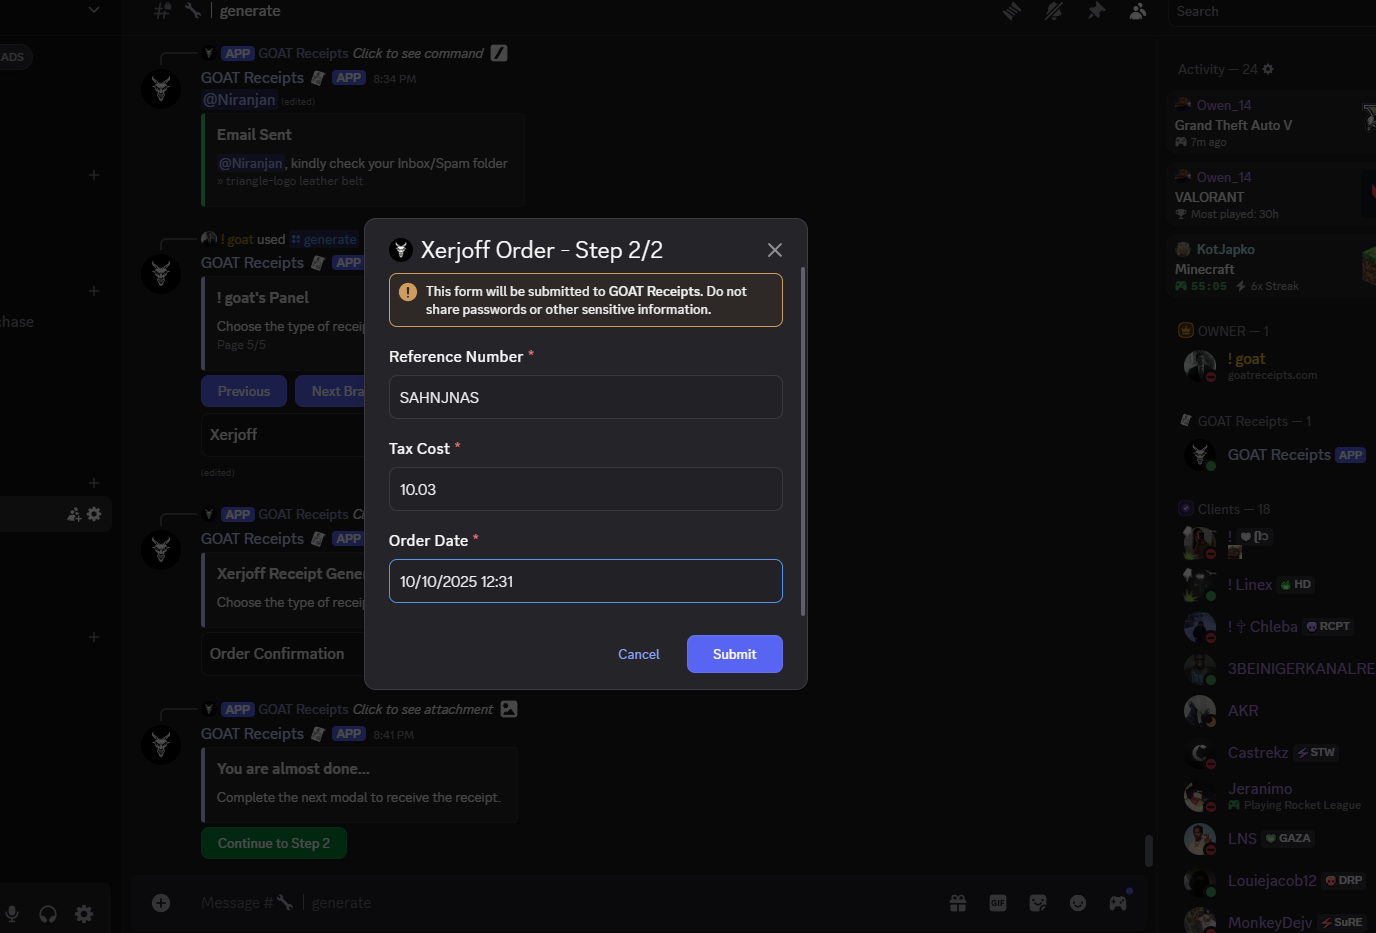 generate
Search
ADS
APP GOAT Receipts Click to see command
GOAT Receipts APP 8:34 PM
@Niranjan (edited)
Email Sent
@Niranjan, kindly check your Inbox/Spam folder
» triangle-logo leather belt
! goat used generate
GOAT Receipts APP
! goat's Panel
Choose the type of recei
Page 5/5
Previous
Next Bra
Xerjoff
(edited)
chase
APP GOAT Receipts
GOAT Receipts APP
Xerjoff Receipt Gene
Choose the type of recei
Order Confirmation
APP GOAT Receipts Click to see attachment
GOAT Receipts APP 8:41 PM
You are almost done...
Complete the next modal to receive the receipt.
Continue to Step 2
Message # generate
GIF
Xerjoff Order - Step 2/2
This form will be submitted to GOAT Receipts. Do not
share passwords or other sensitive information.
Reference Number *
SAHNJNAS
Tax Cost *
10.03
Order Date *
10/10/2025 12:31
Cancel
Submit
Activity — 24
Owen_14
Grand Theft Auto V
7m ago
Owen_14
VALORANT
Most played: 30h
KotJapko
Minecraft
55:05 6x Streak
OWNER — 1
! goat
goatreceipts.com
GOAT Receipts — 1
GOAT Receipts APP
Clients — 18
!
! Linex HD
! ✝ Chleba RCPT
3BEINIGERKANALRE
AKR
Castrekz STW
Jeranimo
Playing Rocket League
LNS GAZA
Louiejacob12 DRP
MonkeyDejv SuRE